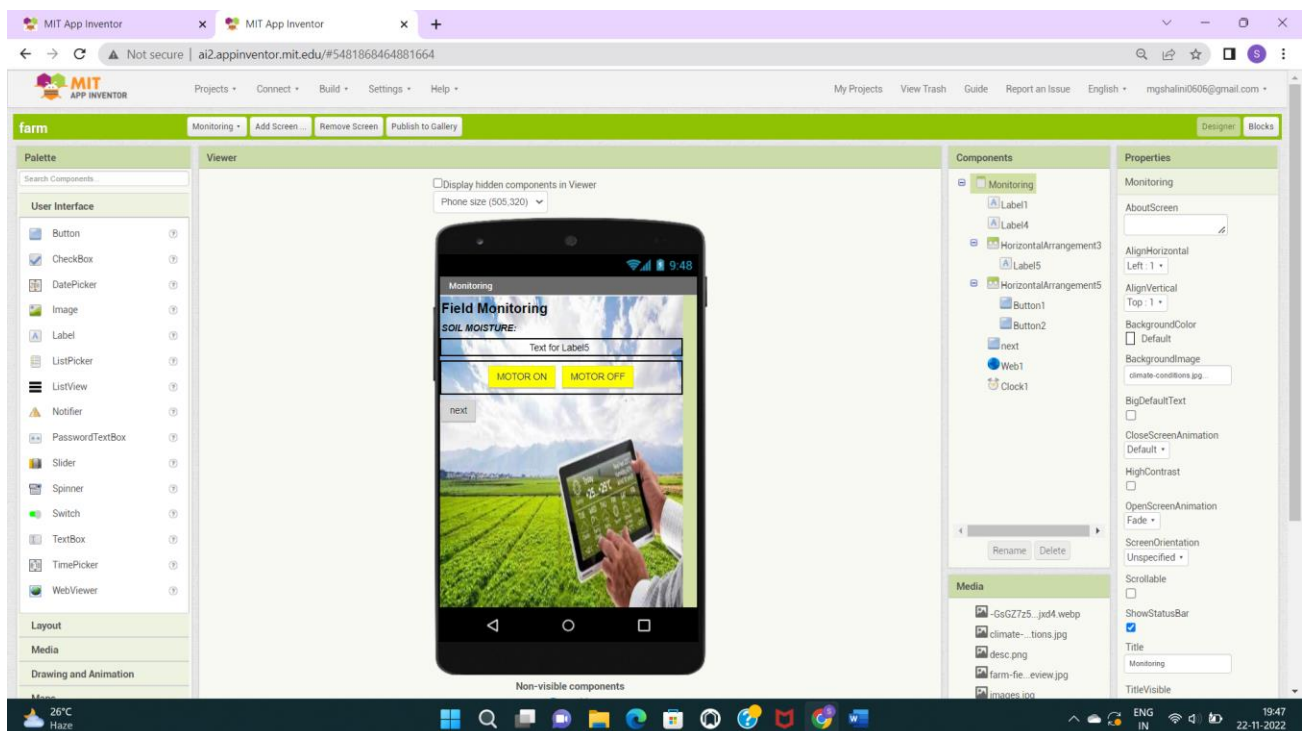 MIT App Inventor
MIT App Inventor
Not secure | ai2.appinventor.mit.edu/#5481868464881664
S
MIT
APP INVENTOR
Projects Connect Build Settings Help
My Projects View Trash Guide Report an Issue English mgshalini0606@gmail.com
farm
Monitoring Add Screen ... Remove Screen Publish to Gallery
Designer Blocks
Palette
Search Components...
User Interface
Button
CheckBox
DatePicker
Image
Label
ListPicker
ListView
Notifier
PasswordTextBox
Slider
Spinner
Switch
TextBox
TimePicker
WebViewer
Layout
Media
Drawing and Animation
Maps
Viewer
Display hidden components in Viewer
Phone size (505,320)
9:48
Monitoring
Field Monitoring
SOIL MOISTURE:
Text for Label5
MOTOR ON MOTOR OFF
next
Non-visible components
Components
Monitoring
Label1
Label4
HorizontalArrangement3
Label5
HorizontalArrangement5
Button1
Button2
next
Web1
Clock1
Rename Delete
Media
-GsGZ7z5...jxd4.webp
climate-...tions.jpg
desc.png
farm-fie...eview.jpg
images.jpg
Properties
Monitoring
AboutScreen
AlignHorizontal
Left : 1
AlignVertical
Top : 1
BackgroundColor
Default
BackgroundImage
climate-conditions.jpg...
BigDefaultText
CloseScreenAnimation
Default
HighContrast
OpenScreenAnimation
Fade
ScreenOrientation
Unspecified
Scrollable
ShowStatusBar
Title
Monitoring
TitleVisible
26°C
Haze
ENG
IN
19:47
22-11-2022